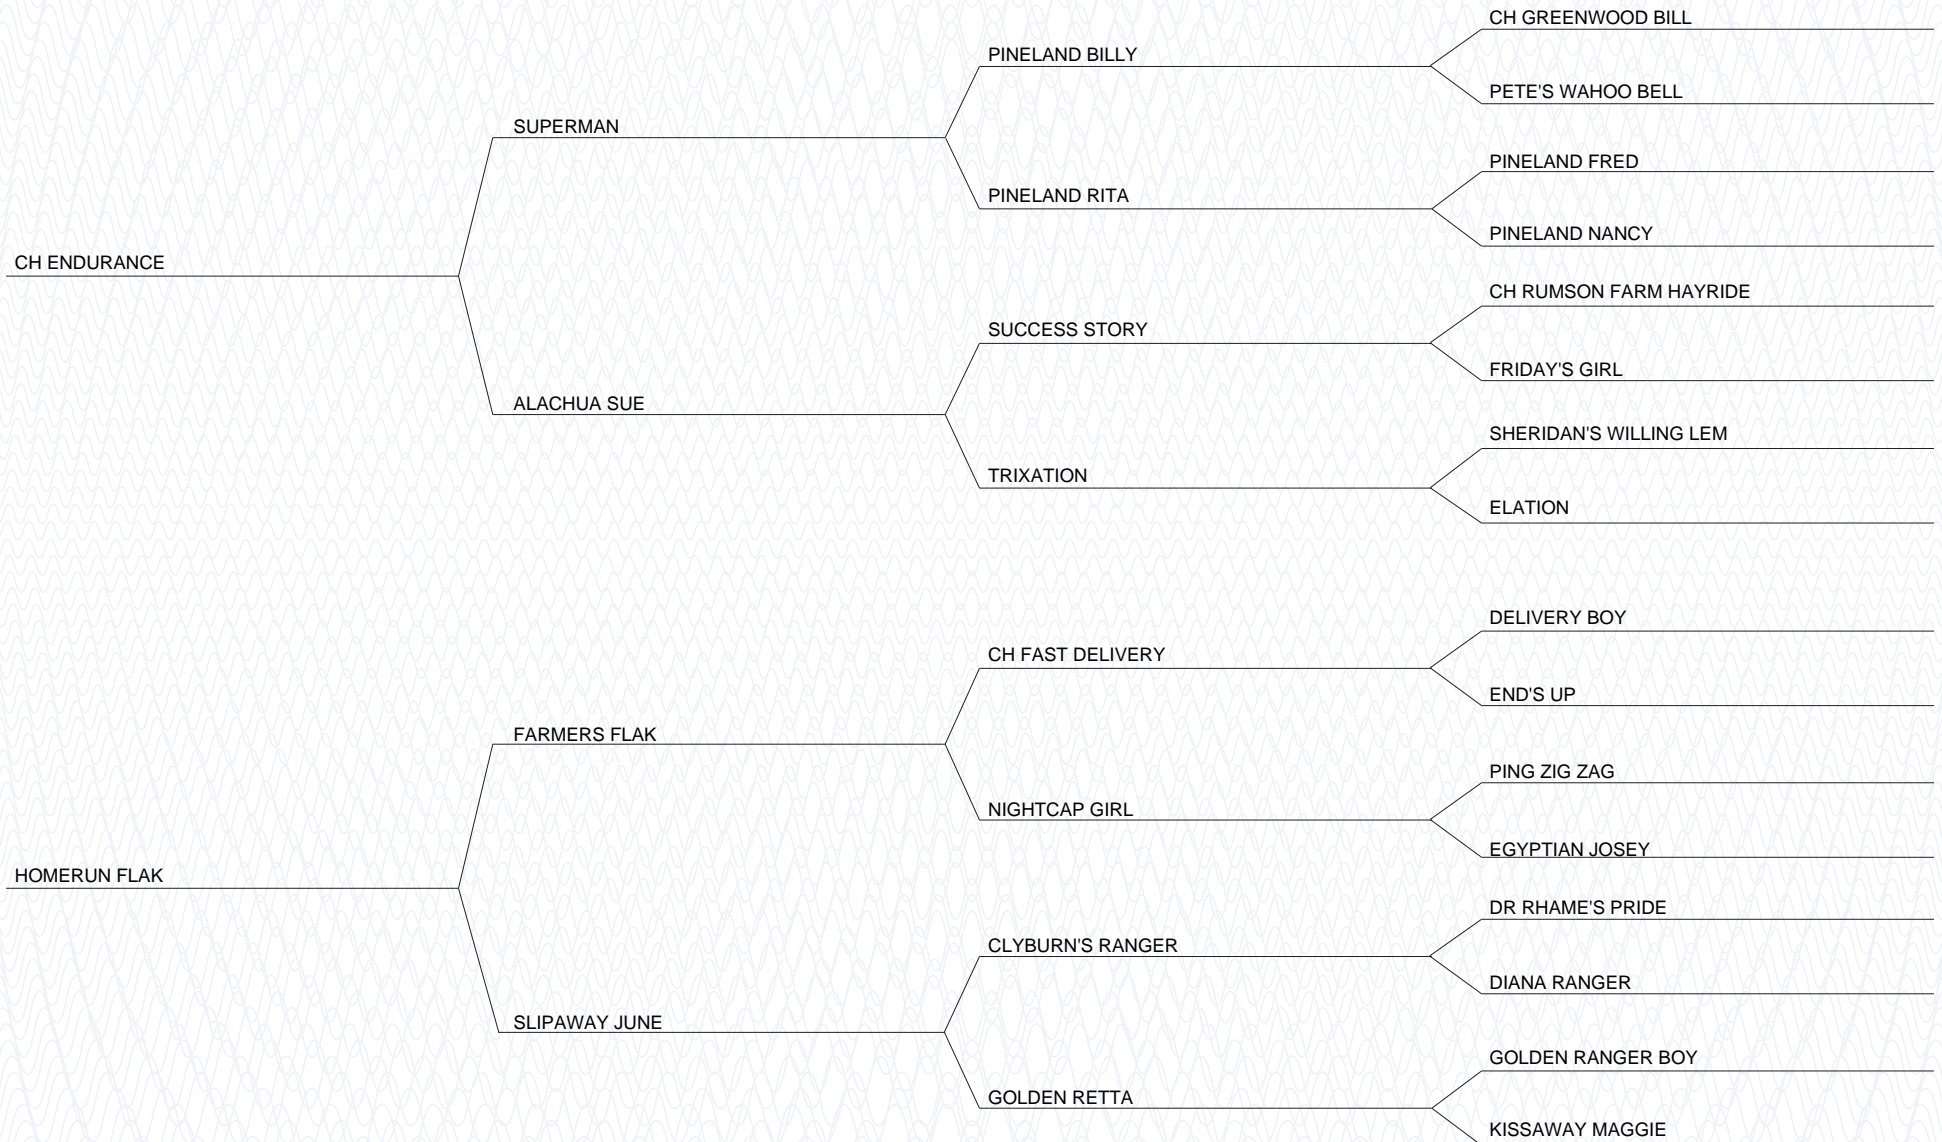 CH GREENWOOD BILL
PINELAND BILLY
PETE'S WAHOO BELL
SUPERMAN
PINELAND FRED
PINELAND RITA
PINELAND NANCY
CH ENDURANCE
CH RUMSON FARM HAYRIDE
SUCCESS STORY
FRIDAY'S GIRL
ALACHUA SUE
SHERIDAN'S WILLING LEM
TRIXATION
ELATION
DELIVERY BOY
CH FAST DELIVERY
END'S UP
FARMERS FLAK
PING ZIG ZAG
NIGHTCAP GIRL
EGYPTIAN JOSEY
HOMERUN FLAK
DR RHAME'S PRIDE
CLYBURN'S RANGER
DIANA RANGER
SLIPAWAY JUNE
GOLDEN RANGER BOY
GOLDEN RETTA
KISSAWAY MAGGIE